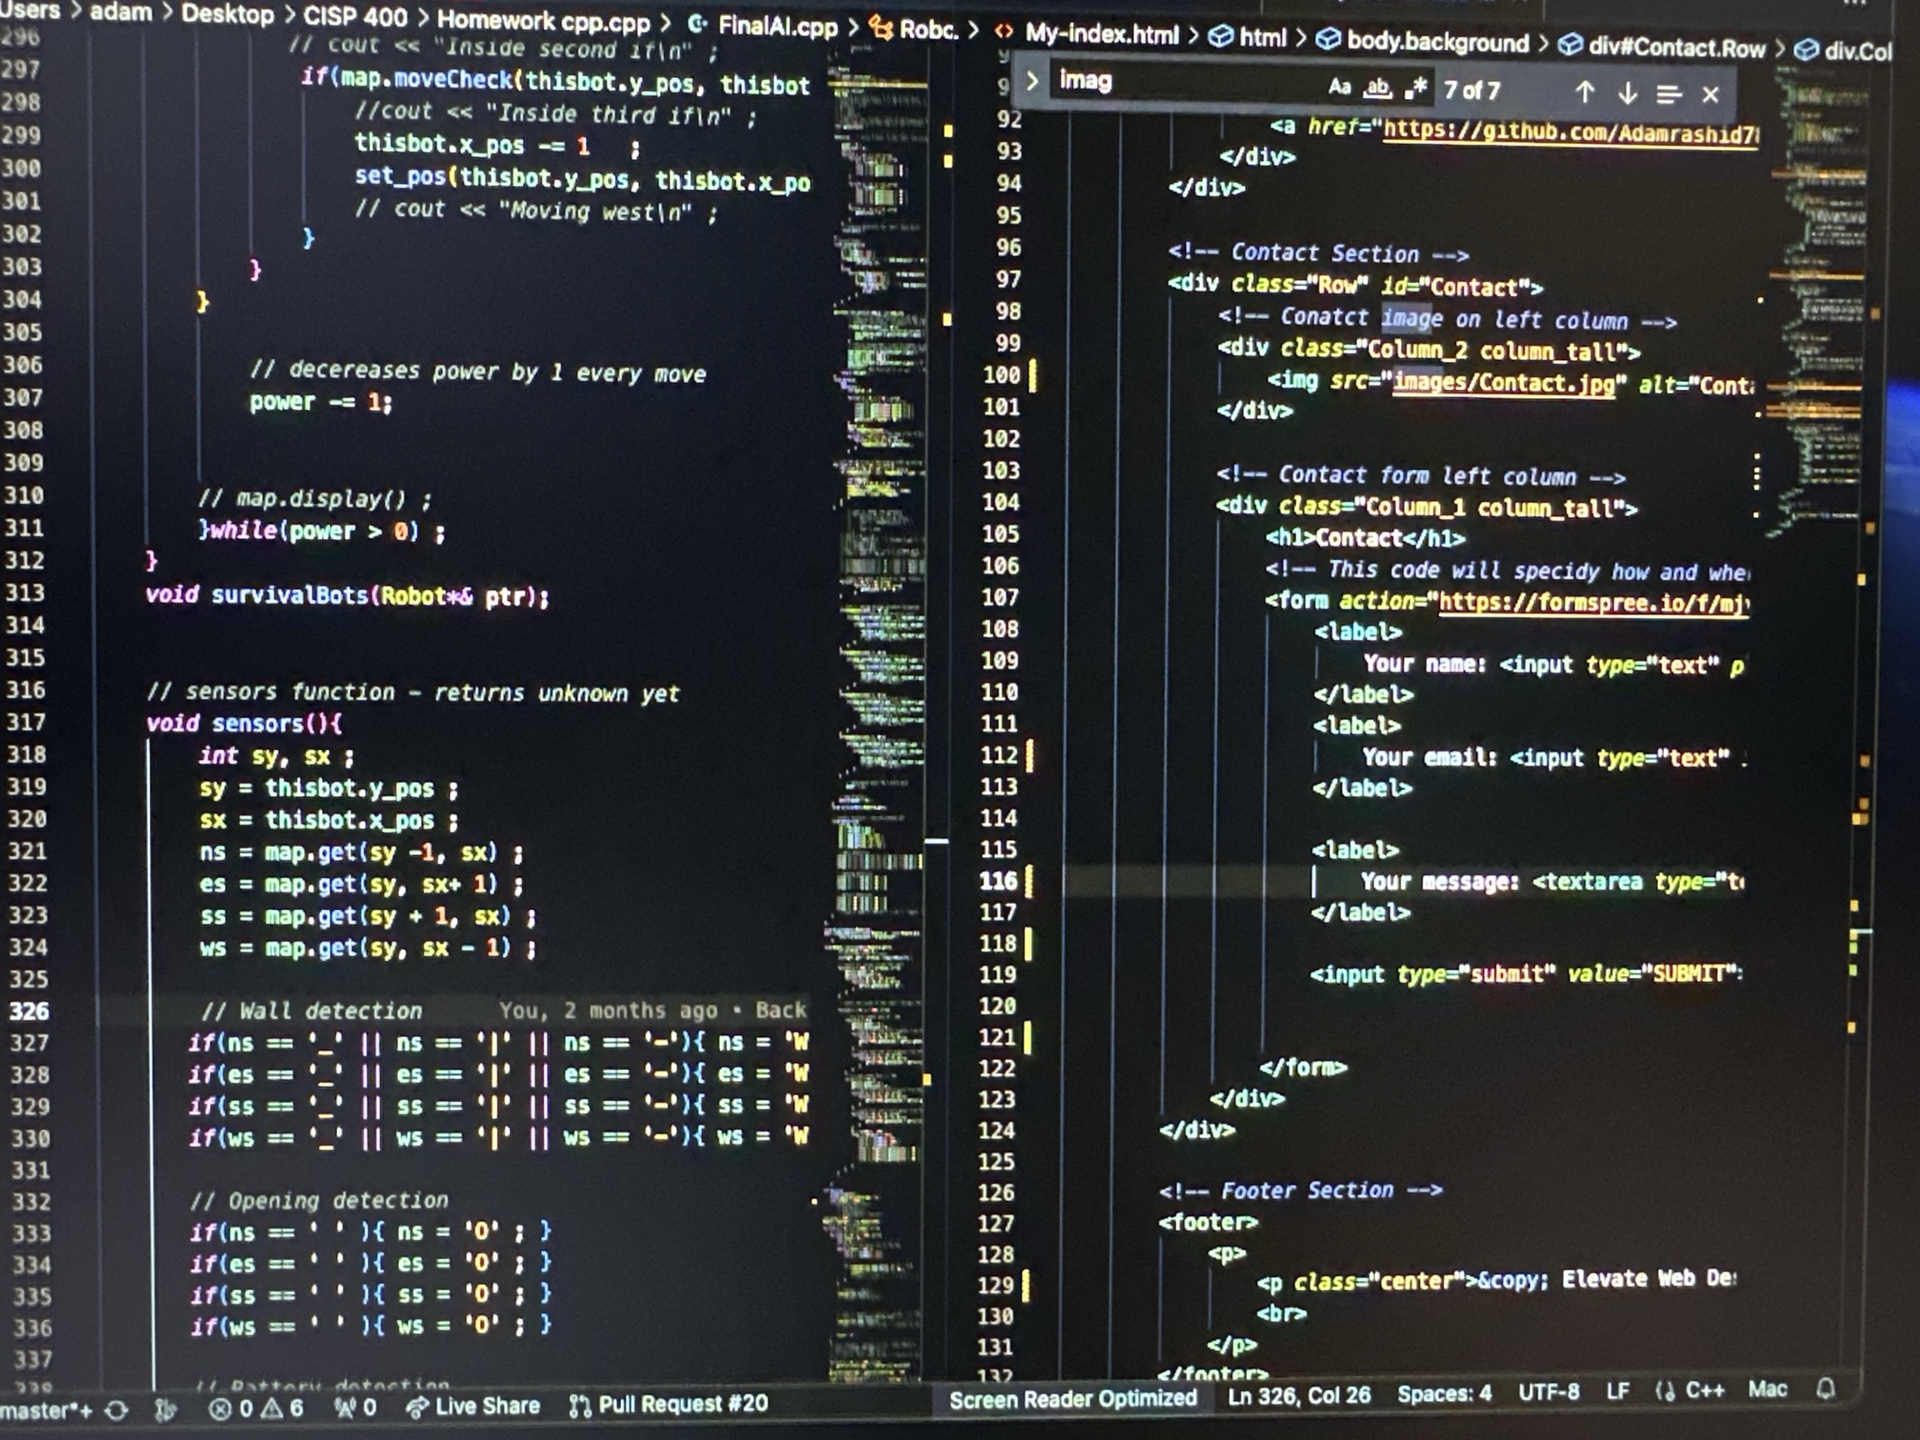 Users > adam > Desktop > CISP 400 > Homework cpp.cpp > FinalAI.cpp >
296 // cout << "Inside second if\n" ;
297 if(map.moveCheck(thisbot.y_pos, thisbot
298 //cout << "Inside third if\n" ;
299 thisbot.x_pos -= 1 ;
300 set_pos(thisbot.y_pos, thisbot.x_po
301 // cout << "Moving west\n" ;
302 }
303 }
304 }
305
306 // decereases power by 1 every move
307 power -= 1;
308
309
310 // map.display() ;
311 }while(power > 0) ;
312 }
313 void survivalBots(Robot*& ptr);
314
315
316 // sensors function - returns unknown yet
317 void sensors(){
318 int sy, sx ;
319 sy = thisbot.y_pos ;
320 sx = thisbot.x_pos ;
321 ns = map.get(sy -1, sx) ;
322 es = map.get(sy, sx+ 1) ;
323 ss = map.get(sy + 1, sx) ;
324 ws = map.get(sy, sx - 1) ;
325
326 // Wall detection You, 2 months ago • Back
327 if(ns == '_' || ns == '|' || ns == '-'){ ns = 'W
328 if(es == '_' || es == '|' || es == '-'){ es = 'W
329 if(ss == '_' || ss == '|' || ss == '-'){ ss = 'W
330 if(ws == '_' || ws == '|' || ws == '-'){ ws = 'W
331
332 // Opening detection
333 if(ns == ' ' ){ ns = 'O' ; }
334 if(es == ' ' ){ es = 'O' ; }
335 if(ss == ' ' ){ ss = 'O' ; }
336 if(ws == ' ' ){ ws = 'O' ; }
337
338 // Battery detection
My-index.html > html > body.background > div#Contact.Row > div.Col
imag Aa ab .* 7 of 7
92 <a href="https://github.com/Adamrashid7
93 </div>
94 </div>
95
96 <!-- Contact Section -->
97 <div class="Row" id="Contact">
98 <!-- Conatct image on left column -->
99 <div class="Column_2 column_tall">
100 <img src="images/Contact.jpg" alt="Conta
101 </div>
102
103 <!-- Contact form left column -->
104 <div class="Column_1 column_tall">
105 <h1>Contact</h1>
106 <!-- This code will specidy how and whe
107 <form action="https://formspree.io/f/mj
108 <label>
109 Your name: <input type="text" p
110 </label>
111 <label>
112 Your email: <input type="text"
113 </label>
114
115 <label>
116 Your message: <textarea type="t
117 </label>
118
119 <input type="submit" value="SUBMIT"
120
121
122 </form>
123 </div>
124 </div>
125
126 <!-- Footer Section -->
127 <footer>
128 <p>
129 <p class="center">&copy; Elevate Web De
130 <br>
131 </p>
132 </footer>
master*+ 0 6 0 Live Share Pull Request #20 Screen Reader Optimized Ln 326, Col 26 Spaces: 4 UTF-8 LF C++ Mac